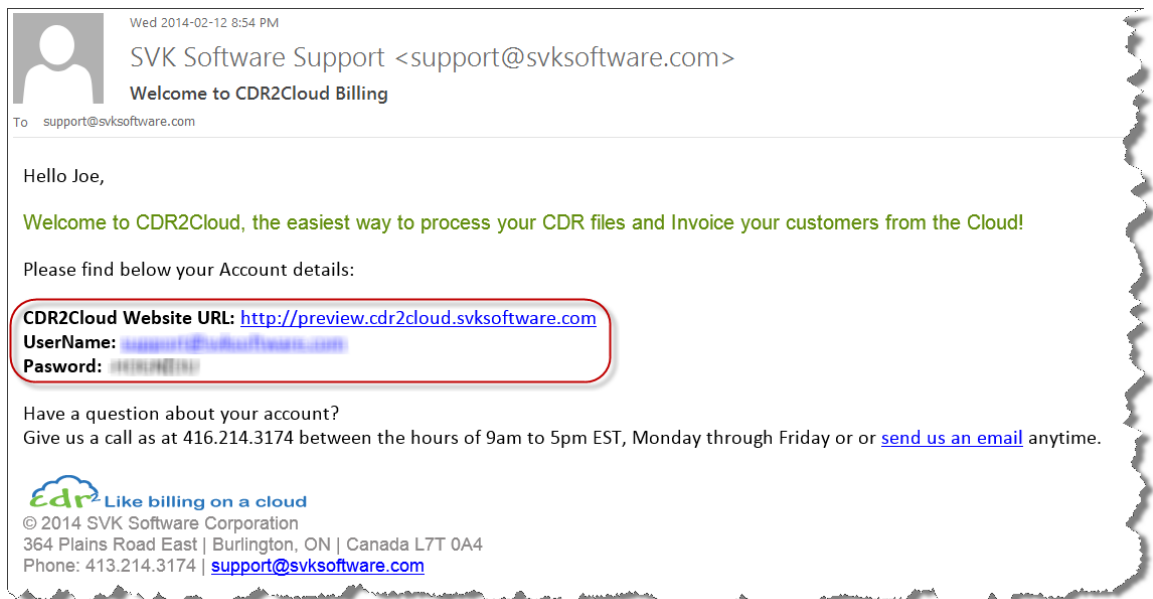 Wed 2014-02-12 8:54 PM
SVK Software Support <support@svksoftware.com>
Welcome to CDR2Cloud Billing
To support@svksoftware.com
Hello Joe,
Welcome to CDR2Cloud, the easiest way to process your CDR files and Invoice your customers from the Cloud!
Please find below your Account details:
CDR2Cloud Website URL: http://preview.cdr2cloud.svksoftware.com
UserName:
Pasword:
Have a question about your account?
Give us a call as at 416.214.3174 between the hours of 9am to 5pm EST, Monday through Friday or or send us an email anytime.
cdr2 Like billing on a cloud
© 2014 SVK Software Corporation
364 Plains Road East | Burlington, ON | Canada L7T 0A4
Phone: 413.214.3174 | support@svksoftware.com